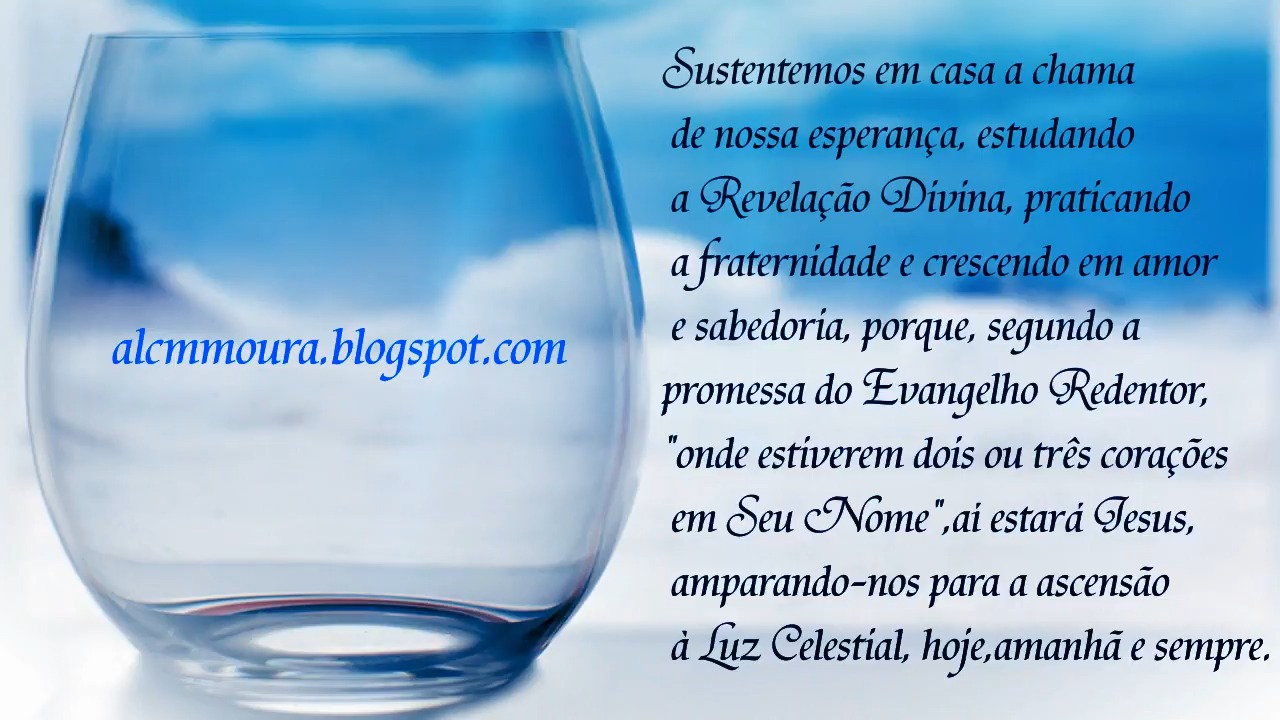 alcmmoura.blogspot.com
Sustentemos em casa a chama
de nossa esperança, estudando
a Revelação Divina, praticando
a fraternidade e crescendo em amor
e sabedoria, porque, segundo a
promessa do Evangelho Redentor,
"onde estiverem dois ou três corações
em Seu Nome",ai estará Jesus,
amparando-nos para a ascensão
à Luz Celestial, hoje,amanhã e sempre.